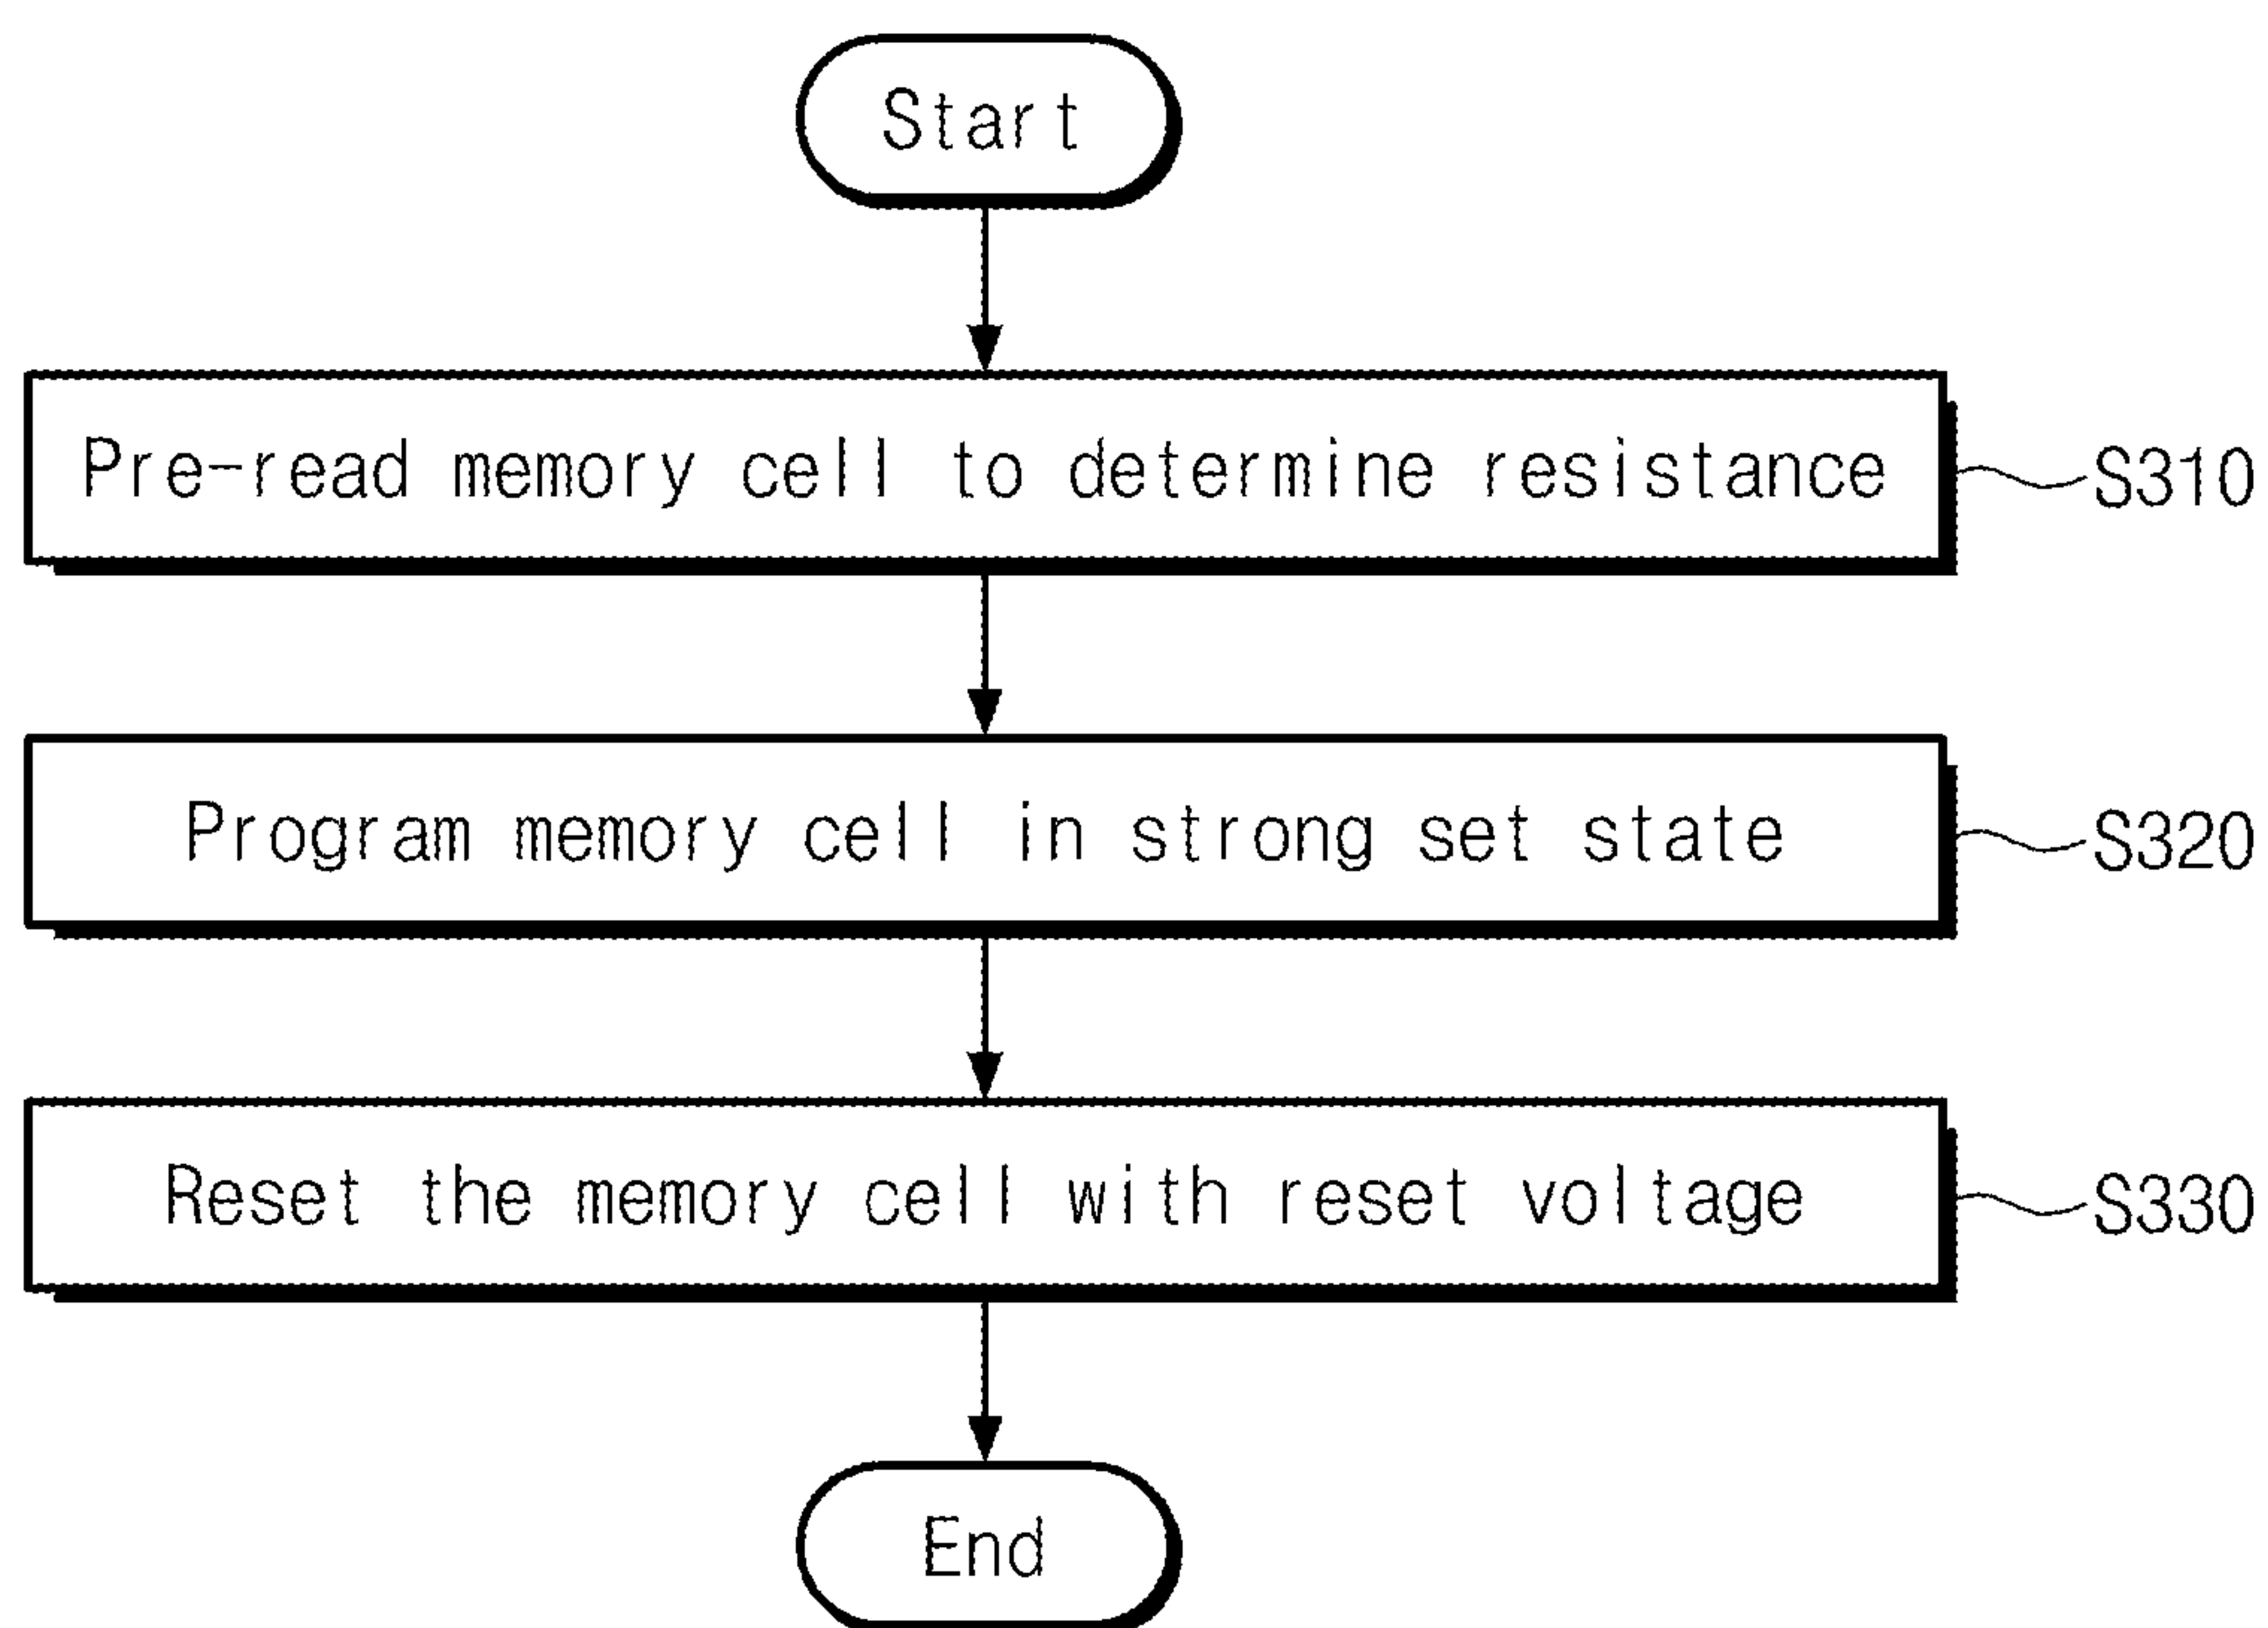 Start
Pre-read memory cell to determine resistance
S310
Program memory cell in strong set state
S320
Reset the memory cell with reset voltage
S330
End